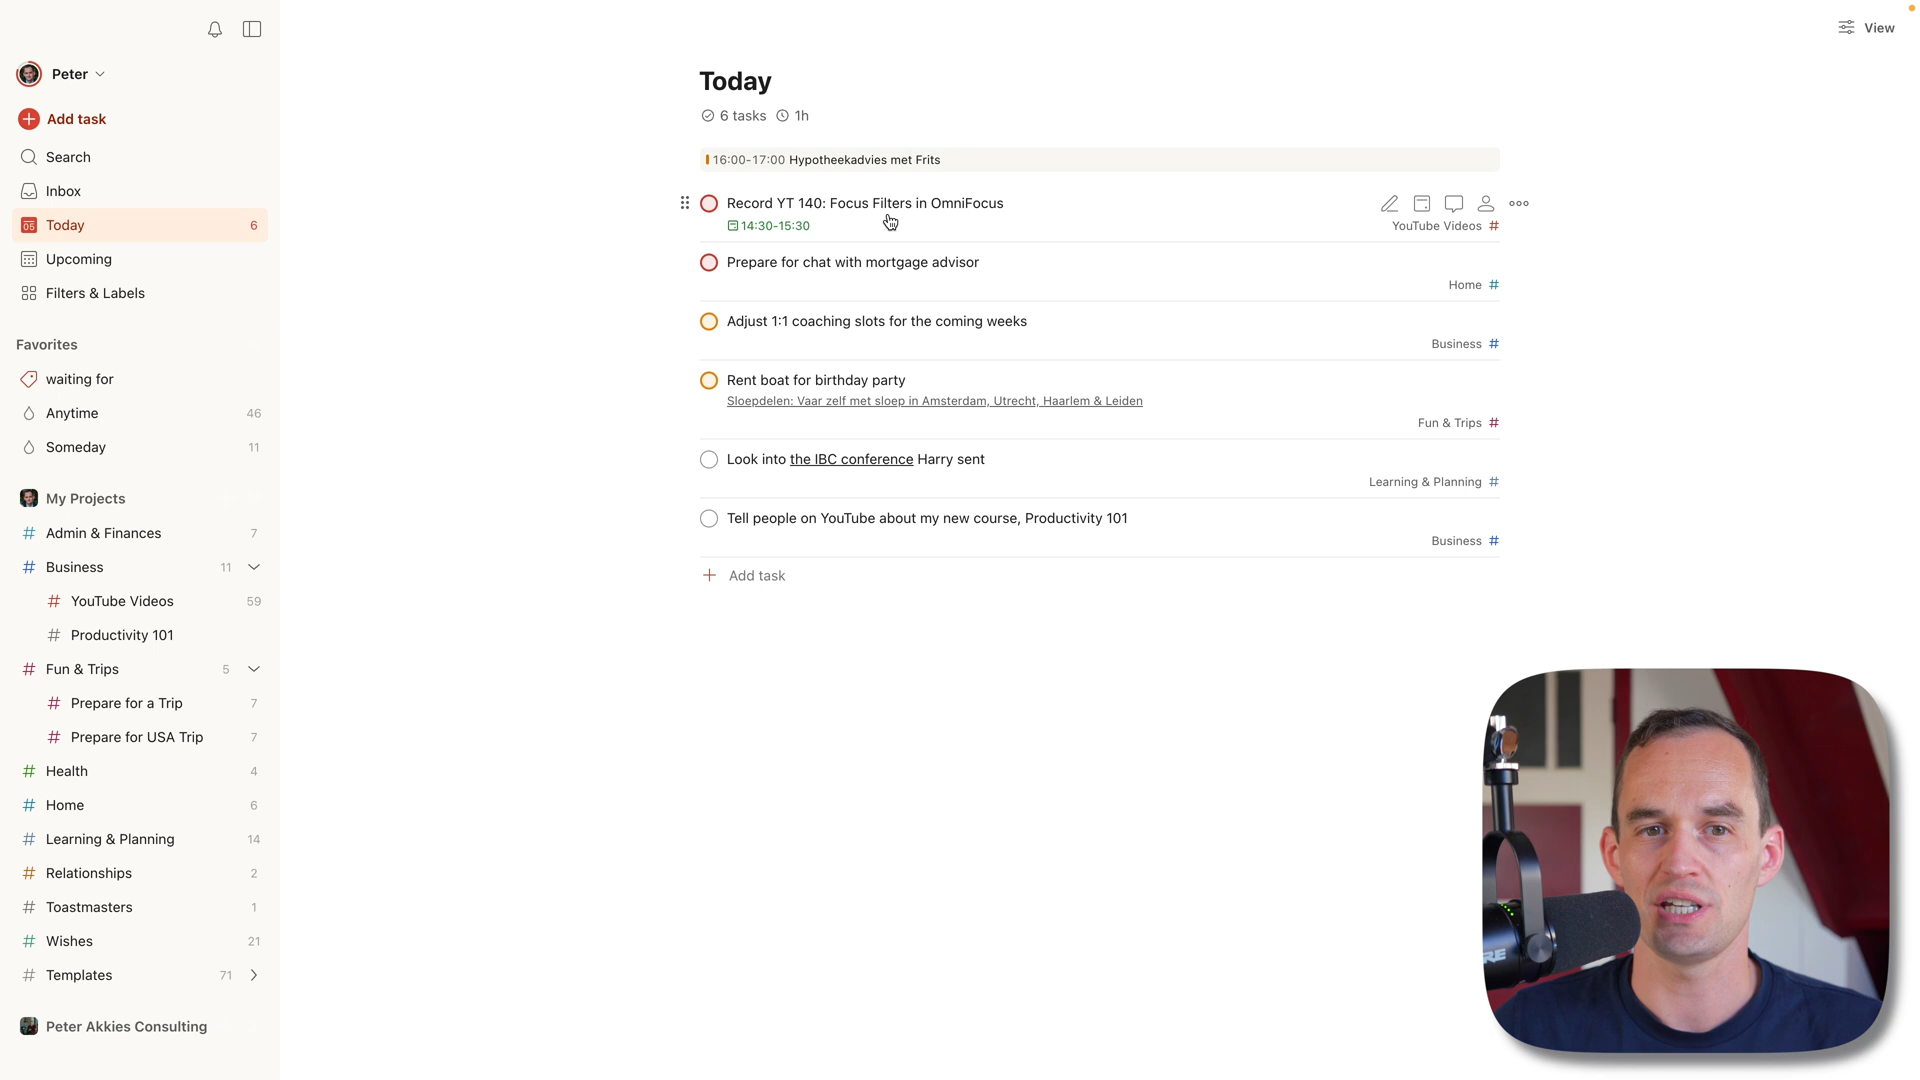 Peter
Add task
Search
Inbox
05 Today 6
Upcoming
Filters & Labels
Favorites
waiting for
Anytime 46
Someday 11
My Projects
# Admin & Finances 7
# Business 11
# YouTube Videos 59
# Productivity 101
# Fun & Trips 5
# Prepare for a Trip 7
# Prepare for USA Trip 7
# Health 4
# Home 6
# Learning & Planning 14
# Relationships 2
# Toastmasters 1
# Wishes 21
# Templates 71
Peter Akkies Consulting
View
Today
6 tasks 1h
16:00-17:00 Hypotheekadvies met Frits
Record YT 140: Focus Filters in OmniFocus
14:30-15:30
YouTube Videos #
Prepare for chat with mortgage advisor
Home #
Adjust 1:1 coaching slots for the coming weeks
Business #
Rent boat for birthday party
Sloepdelen: Vaar zelf met sloep in Amsterdam, Utrecht, Haarlem & Leiden
Fun & Trips #
Look into the IBC conference Harry sent
Learning & Planning #
Tell people on YouTube about my new course, Productivity 101
Business #
Add task